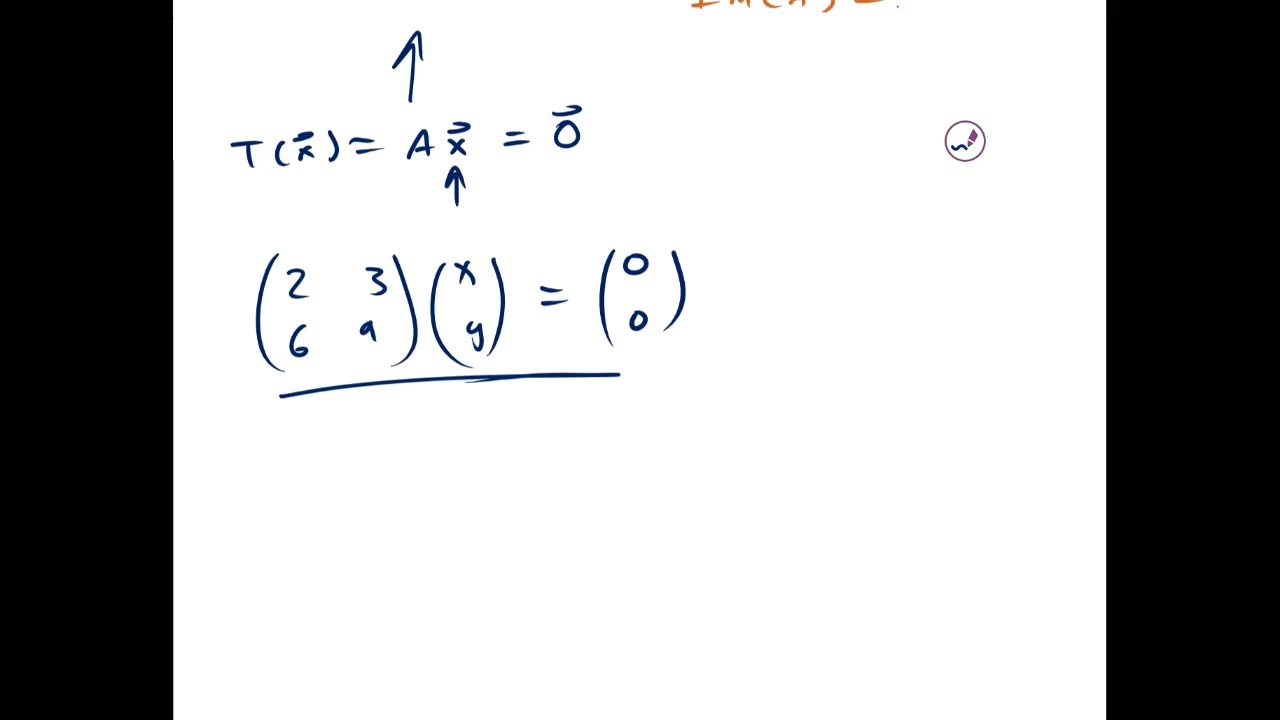 T(x⃗) = Ax⃗ = 0⃗
(2 3) (x) = (0)
(6 9) (y) (0)